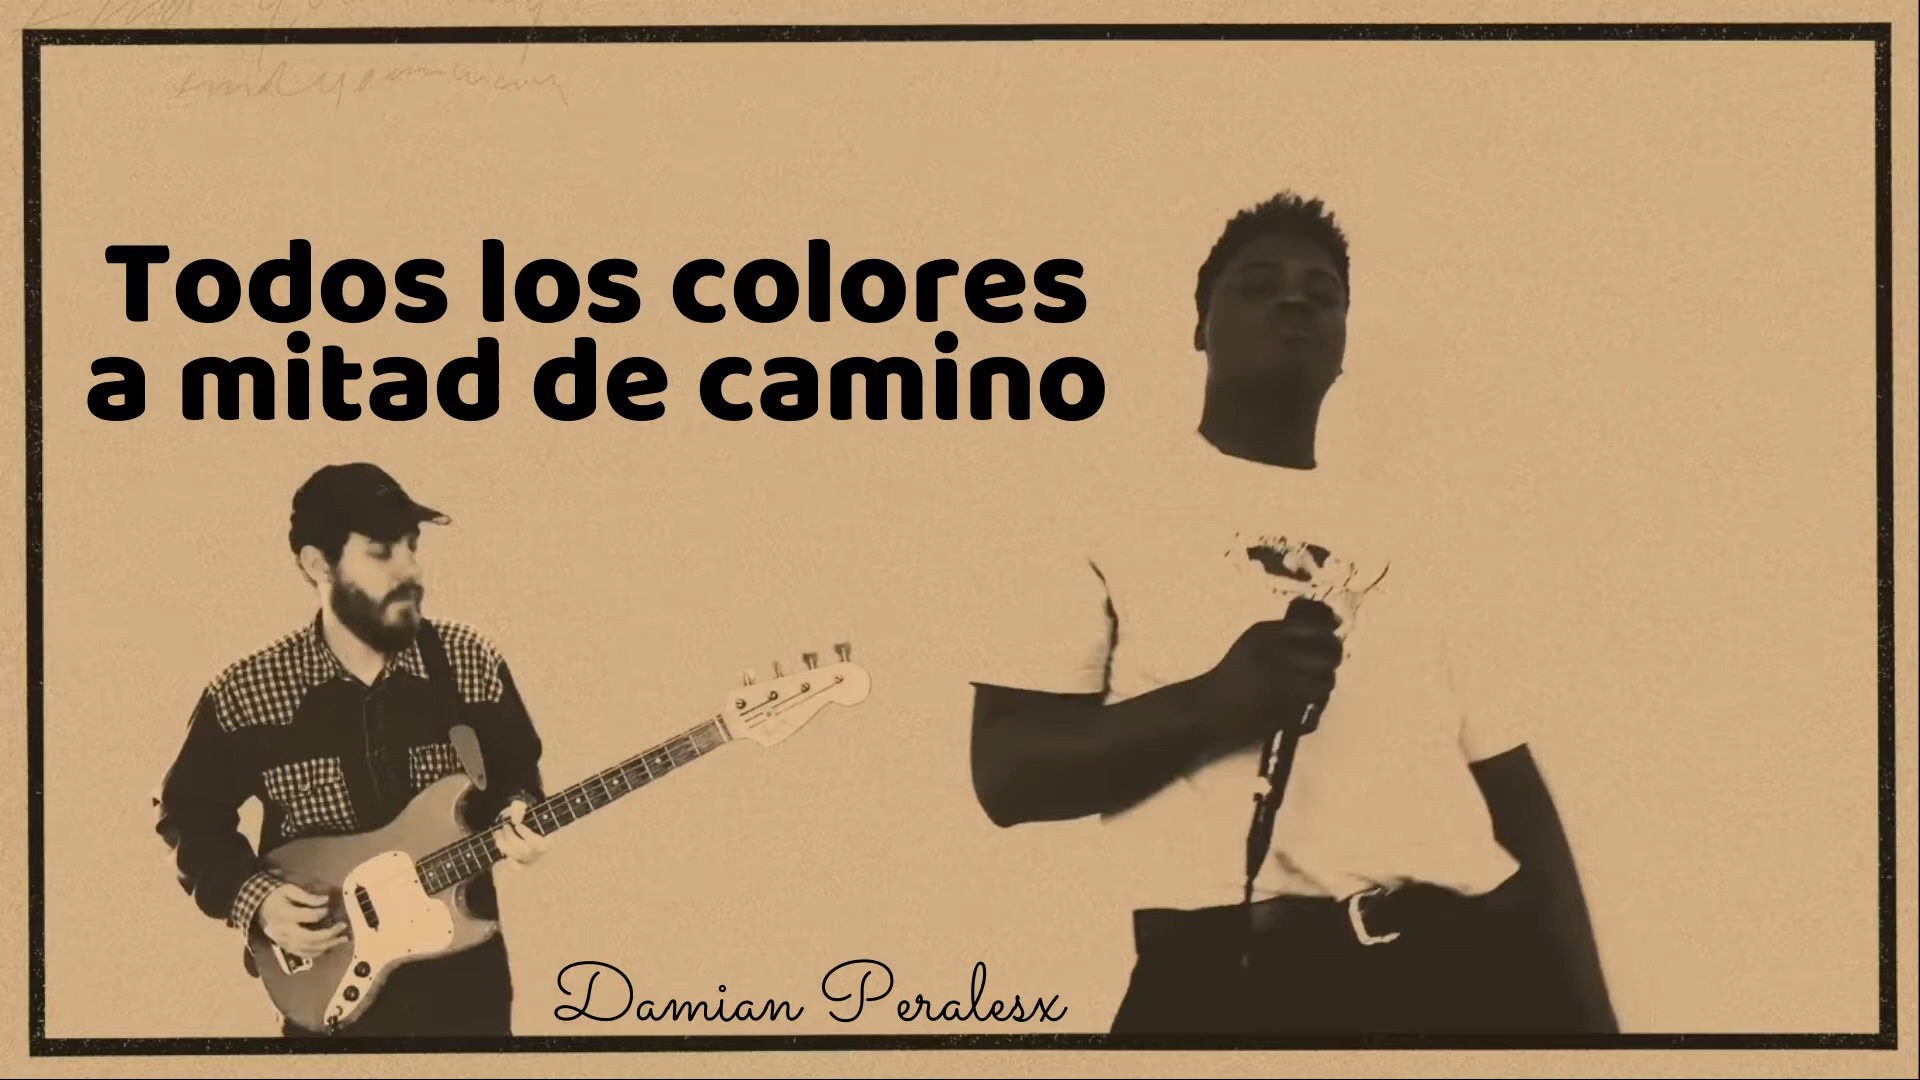 Todos los colores
a mitad de camino
Damian Peralesx